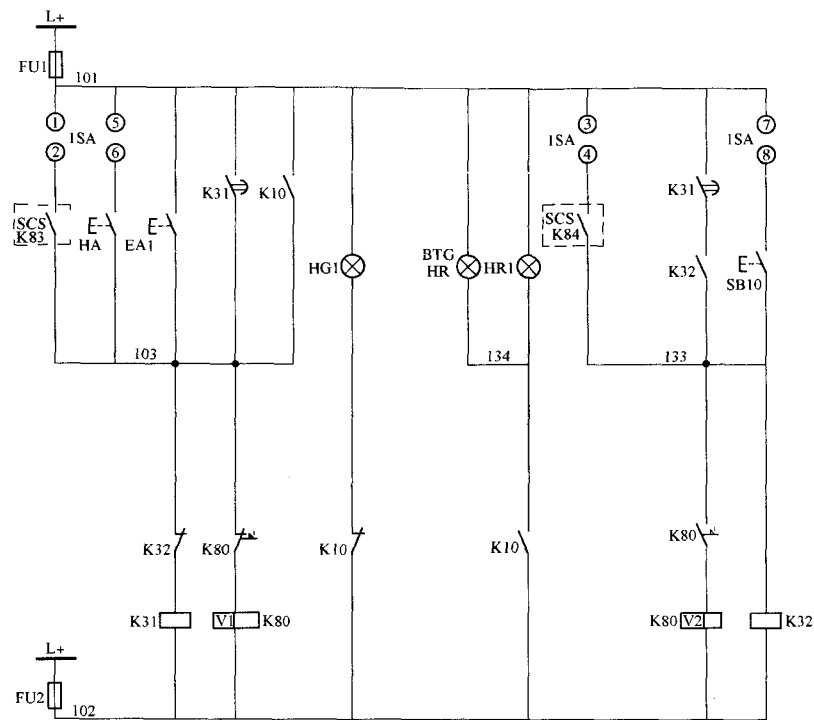 L+
FU1
101
1 5 3 7
1SA 1SA 1SA
2 6 4 8
K31 K10 K31
SCS SCS
K83 HA EA1 K84
HG1 BTG HR HR1 K32 SB10
103 134 133
K32 K80 K10 K10 K80
K31 V1 K80 K80 V2 K32
L+
FU2
102